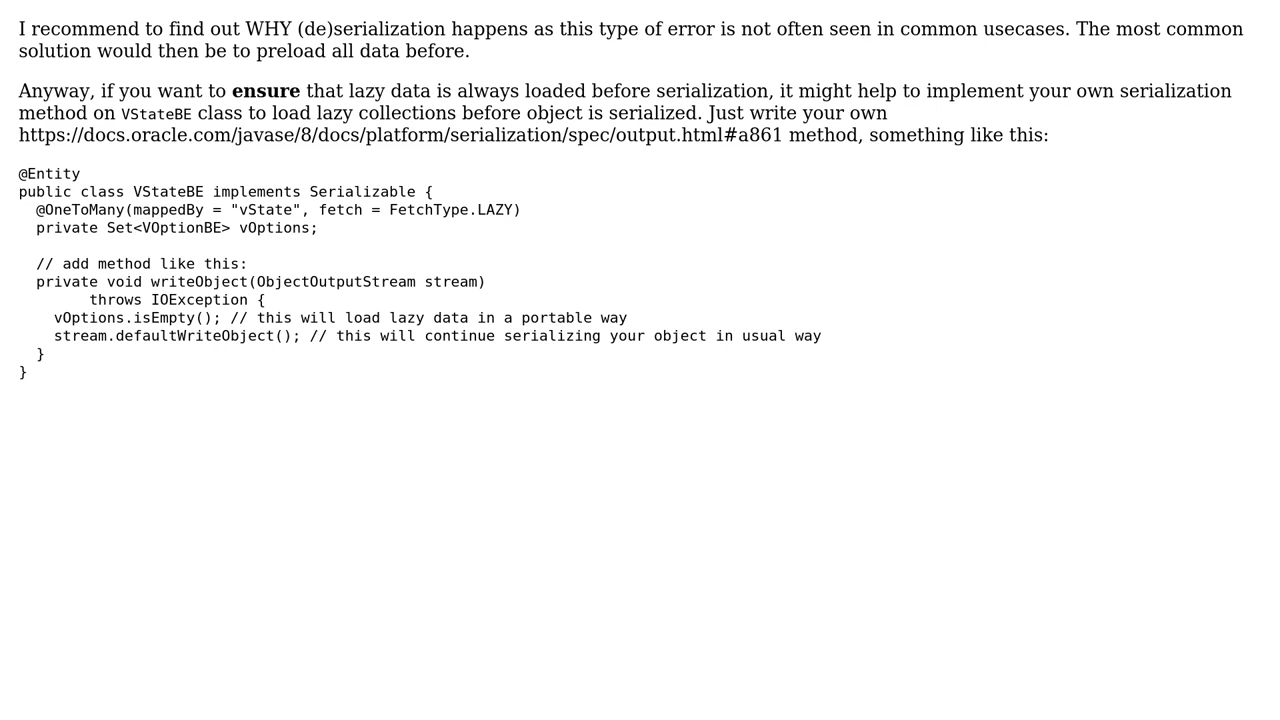 I recommend to find out WHY (de)serialization happens as this type of error is not often seen in common usecases. The most common
solution would then be to preload all data before.
Anyway, if you want to ensure that lazy data is always loaded before serialization, it might help to implement your own serialization
method on VStateBE class to load lazy collections before object is serialized. Just write your own
https://docs.oracle.com/javase/8/docs/platform/serialization/spec/output.html#a861 method, something like this:
@Entity
public class VStateBE implements Serializable {
  @OneToMany(mappedBy = "vState", fetch = FetchType.LAZY)
  private Set<VOptionBE> vOptions;

  // add method like this:
  private void writeObject(ObjectOutputStream stream)
        throws IOException {
    vOptions.isEmpty(); // this will load lazy data in a portable way
    stream.defaultWriteObject(); // this will continue serializing your object in usual way
  }
}